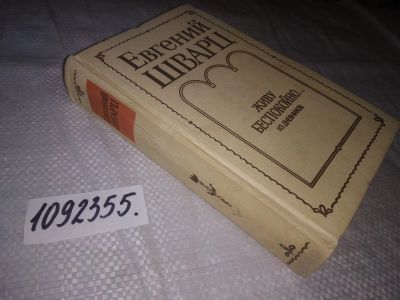 Евгений
ШВАРЦ
ЖИВУ
БЕСПОКОЙНО...
ИЗ ДНЕВНИКОВ
1092355.